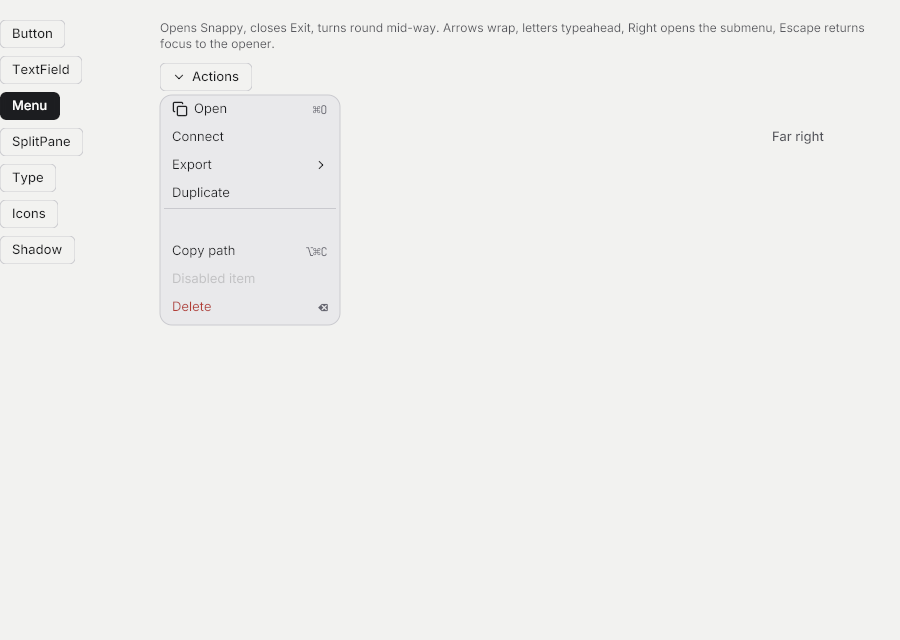 Button
TextField
Menu
SplitPane
Type
Icons
Shadow
Opens Snappy, closes Exit, turns round mid-way. Arrows wrap, letters typeahead, Right opens the submenu, Escape returns
focus to the opener.
Actions
Open ⌘O
Connect
Far right
Export
Duplicate
Copy path ⌥⌘C
Disabled item
Delete ⌫